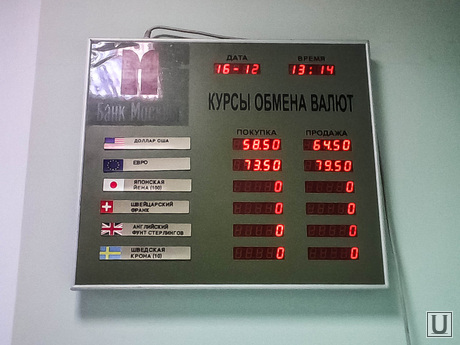 ДАТА ВРЕМЯ
16-12 13:14
Банк Москвы
КУРСЫ ОБМЕНА ВАЛЮТ
ПОКУПКА ПРОДАЖА
ДОЛЛАР США 58.50 64.50
ЕВРО 73.50 79.50
ЯПОНСКАЯ
ЙЕНА (100) 0 0
ШВЕЙЦАРСКИЙ
ФРАНК 0 0
АНГЛИЙСКИЙ
ФУНТ СТЕРЛИНГОВ 0 0
ШВЕДСКАЯ
КРОНА (10) 0 0
U